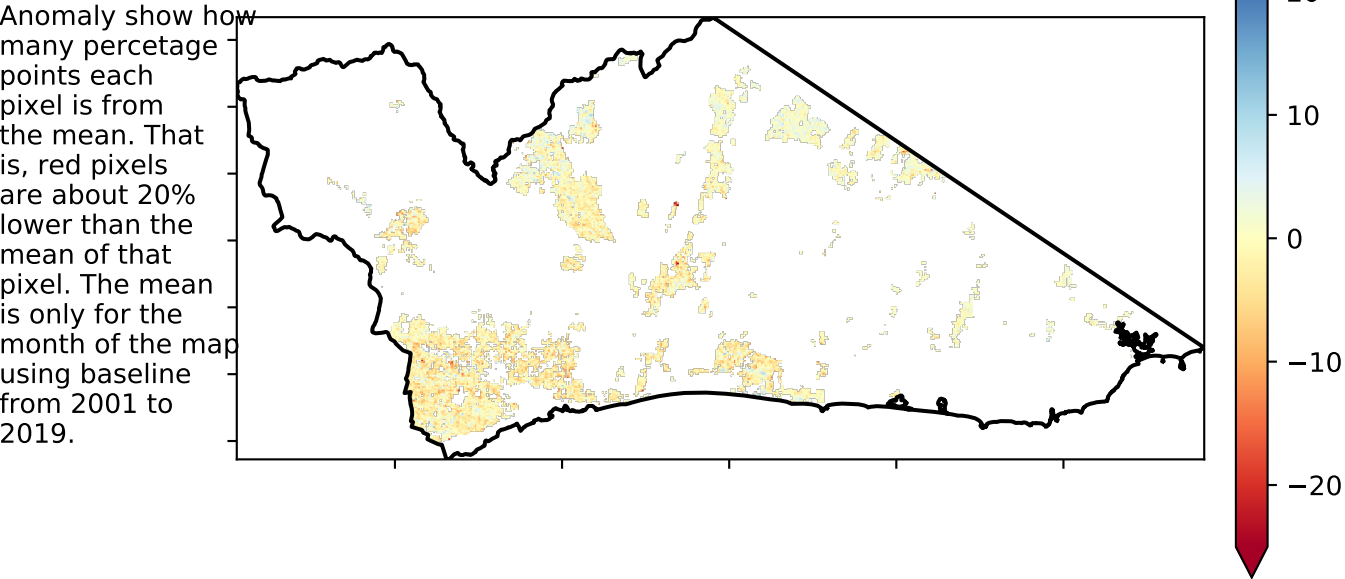 Anomaly show how
many percetage
points each
pixel is from
the mean. That
is, red pixels
are about 20%
lower than the
mean of that
pixel. The mean
is only for the
month of the map
using baseline
from 2001 to
2019.
10
0
−10
−20